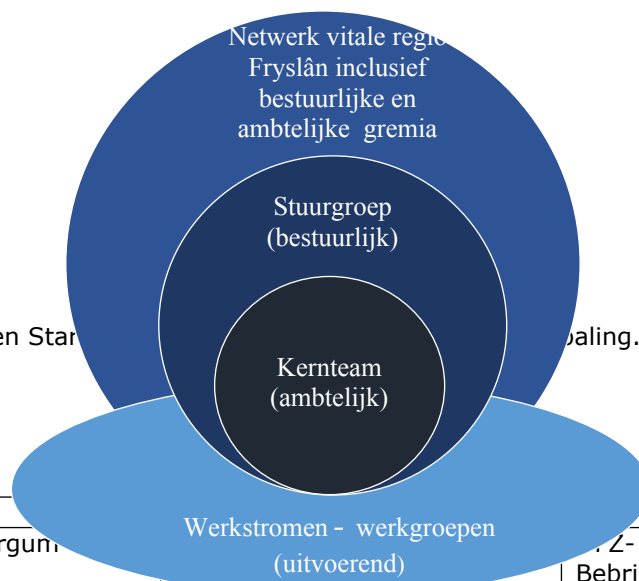 Netwerk vitale regio
Fryslân inclusief
bestuurlijke en
ambtelijke gremia
Stuurgroep
(bestuurlijk)
Kernteam
(ambtelijk)
Werkstromen - werkgroepen
(uitvoerend)